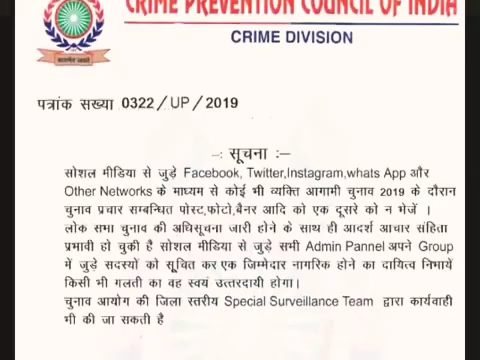 CRIME PREVENTION COUNCIL OF INDIA
CRIME DIVISION
पत्रांक सख्या 0322/UP/2019
-: सूचना :-
सोशल मीडिया से जुड़े Facebook, Twitter,Instagram,whats App और
Other Networks के माध्यम से कोई भी व्यक्ति आगामी चुनाव 2019 के दौरान
चुनाव प्रचार सम्बन्धित पोस्ट,फोटो,बैनर आदि को एक दूसरे को न भेजें ।
लोक सभा चुनाव की अधिसूचना जारी होने के साथ ही आदर्श आचार संहिता
प्रभावी हो चुकी है सोशल मीडिया से जुड़े सभी Admin Pannel अपने Group
में जुड़े सदस्यों को सूचित कर एक जिम्मेदार नागरिक होने का दायित्व निभायें
किसी भी गलती का वह स्वयं उत्तरदायी होगा।
चुनाव आयोग की जिला स्तरीय Special Surveillance Team द्वारा कार्यवाही
भी की जा सकती है